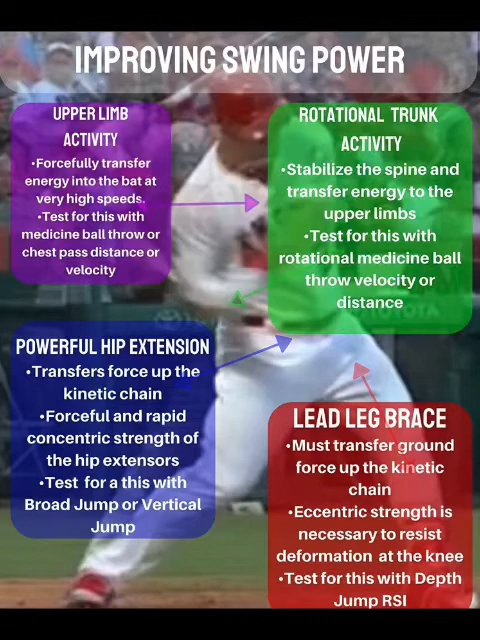 IMPROVING SWING POWER
UPPER LIMB
ACTIVITY
•Forcefully transfer
energy into the bat at
very high speeds.
•Test for this with
medicine ball throw or
chest pass distance or
velocity
ROTATIONAL TRUNK
ACTIVITY
•Stabilize the spine and
transfer energy to the
upper limbs
•Test for this with
rotational medicine ball
throw velocity or
distance
POWERFUL HIP EXTENSION
•Transfers force up the
kinetic chain
•Forceful and rapid
concentric strength of
the hip extensors
•Test for a this with
Broad Jump or Vertical
Jump
LEAD LEG BRACE
•Must transfer ground
force up the kinetic
chain
•Eccentric strength is
necessary to resist
deformation at the knee
•Test for this with Depth
Jump RSI